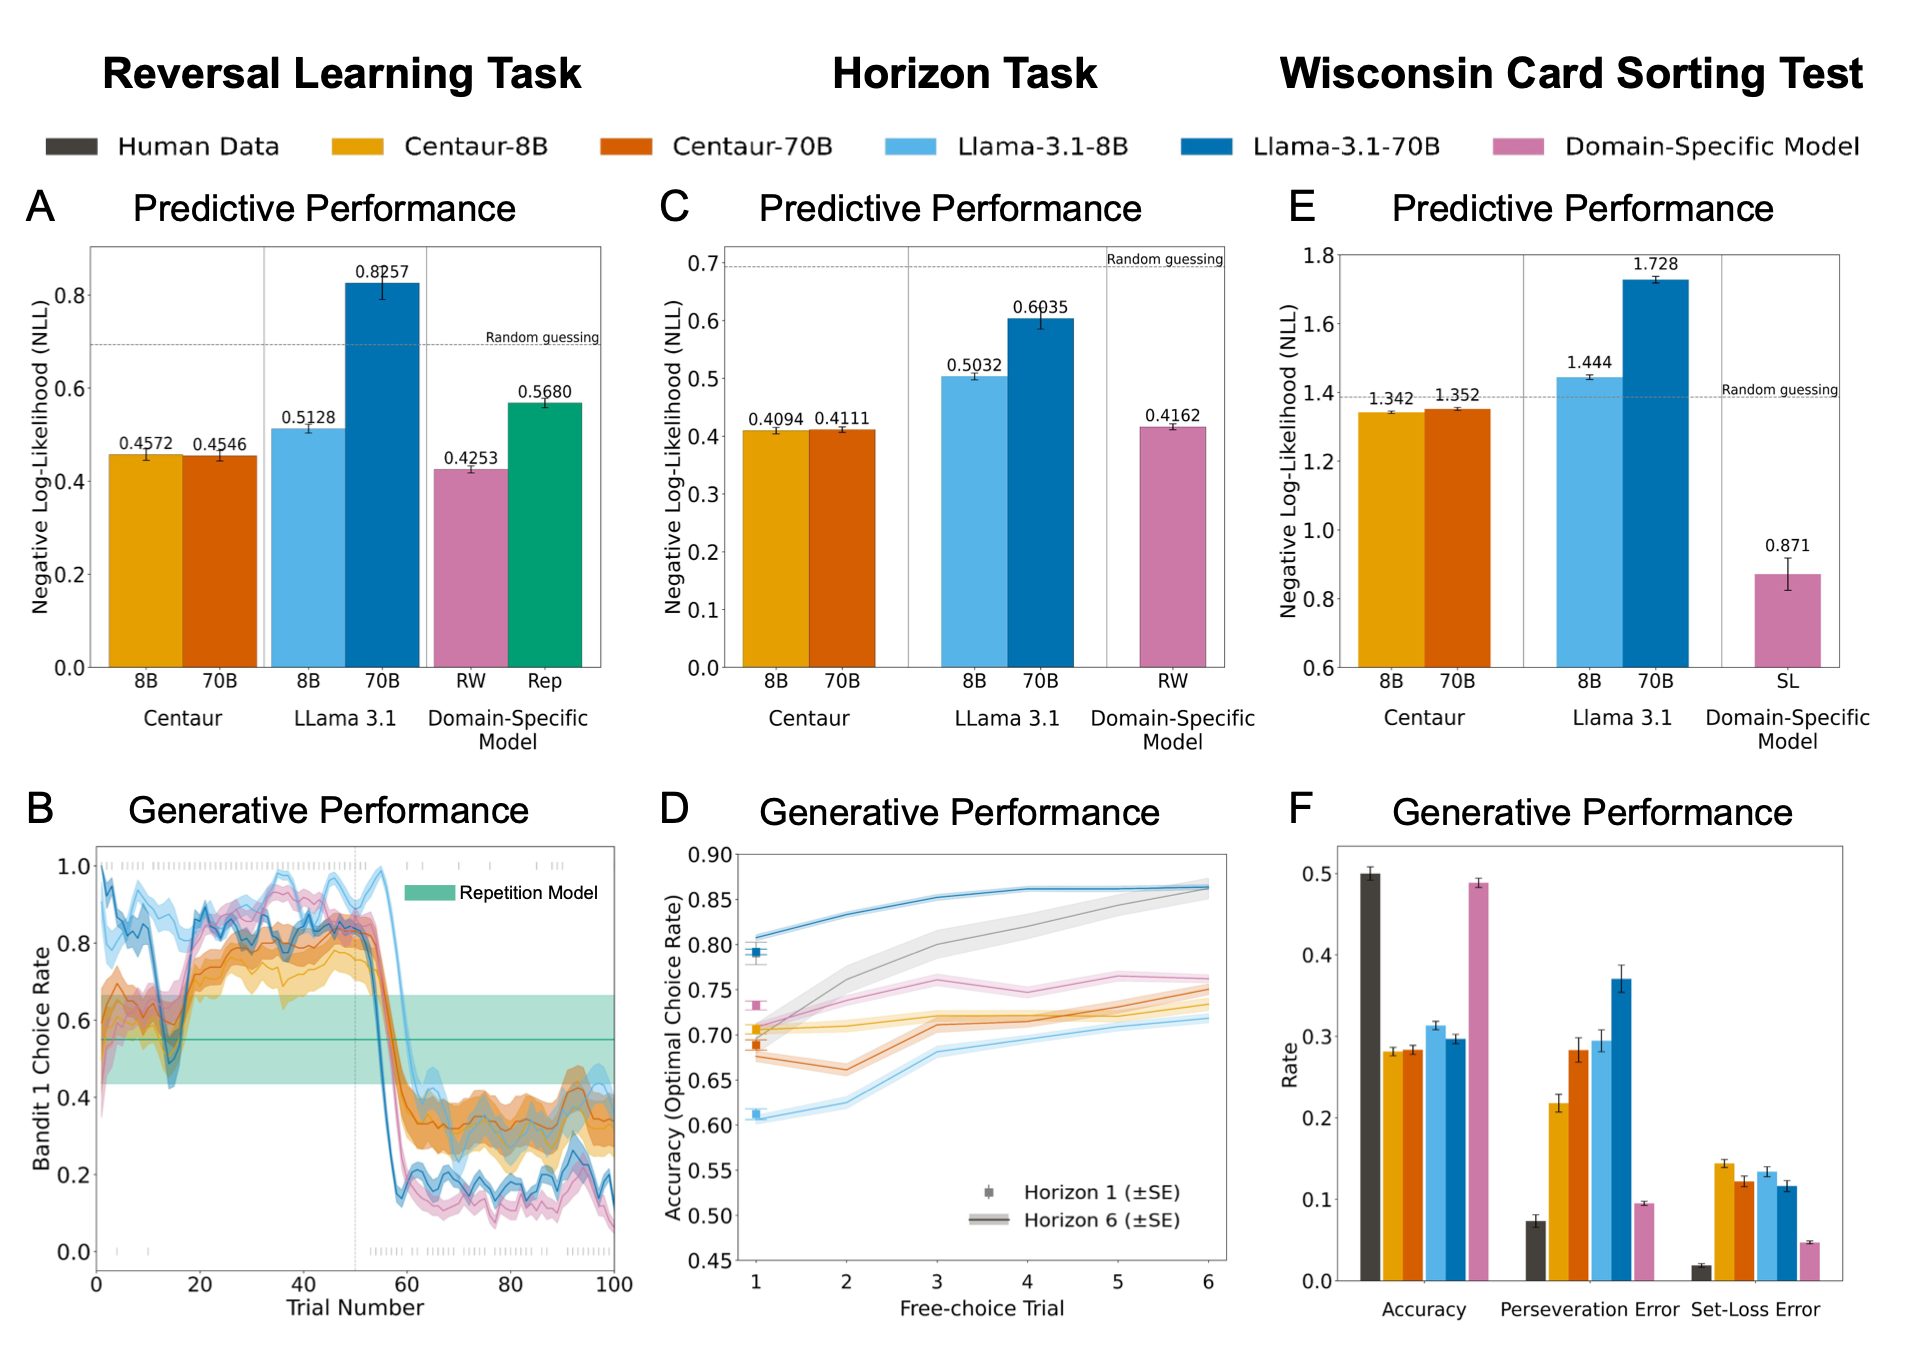 Reversal Learning Task
Horizon Task
Wisconsin Card Sorting Test
Human Data
Centaur-8B
Centaur-70B
Llama-3.1-8B
Llama-3.1-70B
Domain-Specific Model
A
Predictive Performance
Negative Log-Likelihood (NLL)
0.8
0.6
0.4
0.2
0.0
0.4572
0.4546
0.5128
0.8257
0.4253
0.5680
Random guessing
8B
70B
8B
70B
RW
Rep
Centaur
LLama 3.1
Domain-Specific
Model
C
Predictive Performance
Negative Log-Likelihood (NLL)
0.7
0.6
0.5
0.4
0.3
0.2
0.1
0.0
0.4094
0.4111
0.5032
0.6035
0.4162
Random guessing
8B
70B
8B
70B
RW
Centaur
LLama 3.1
Domain-Specific
Model
E
Predictive Performance
Negative Log-Likelihood (NLL)
1.8
1.6
1.4
1.2
1.0
0.8
0.6
1.342
1.352
1.444
1.728
0.871
Random guessing
8B
70B
8B
70B
SL
Centaur
Llama 3.1
Domain-Specific
Model
B
Generative Performance
Bandit 1 Choice Rate
1.0
0.8
0.6
0.4
0.2
0.0
Repetition Model
0
20
40
60
80
100
Trial Number
D
Generative Performance
Accuracy (Optimal Choice Rate)
0.90
0.85
0.80
0.75
0.70
0.65
0.60
0.55
0.50
0.45
Horizon 1 (±SE)
Horizon 6 (±SE)
1
2
3
4
5
6
Free-choice Trial
F
Generative Performance
Rate
0.5
0.4
0.3
0.2
0.1
0.0
Accuracy
Perseveration Error
Set-Loss Error